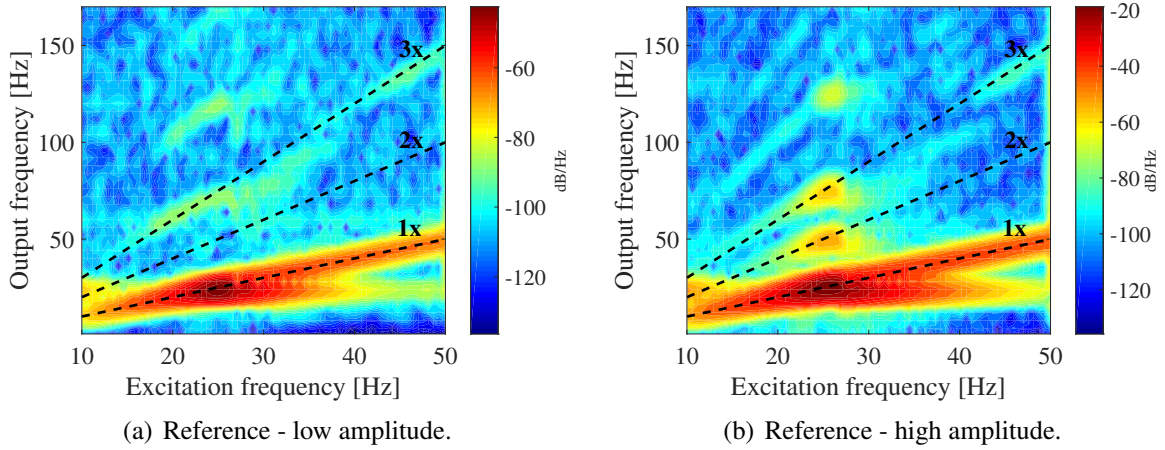 150
100
50
Output frequency [Hz]
3x
2x
1x
-60
-80
-100
-120
dB/Hz
10 20 30 40 50
Excitation frequency [Hz]
(a) Reference - low amplitude.
150
100
50
Output frequency [Hz]
3x
2x
1x
-20
-40
-60
-80
-100
-120
dB/Hz
10 20 30 40 50
Excitation frequency [Hz]
(b) Reference - high amplitude.